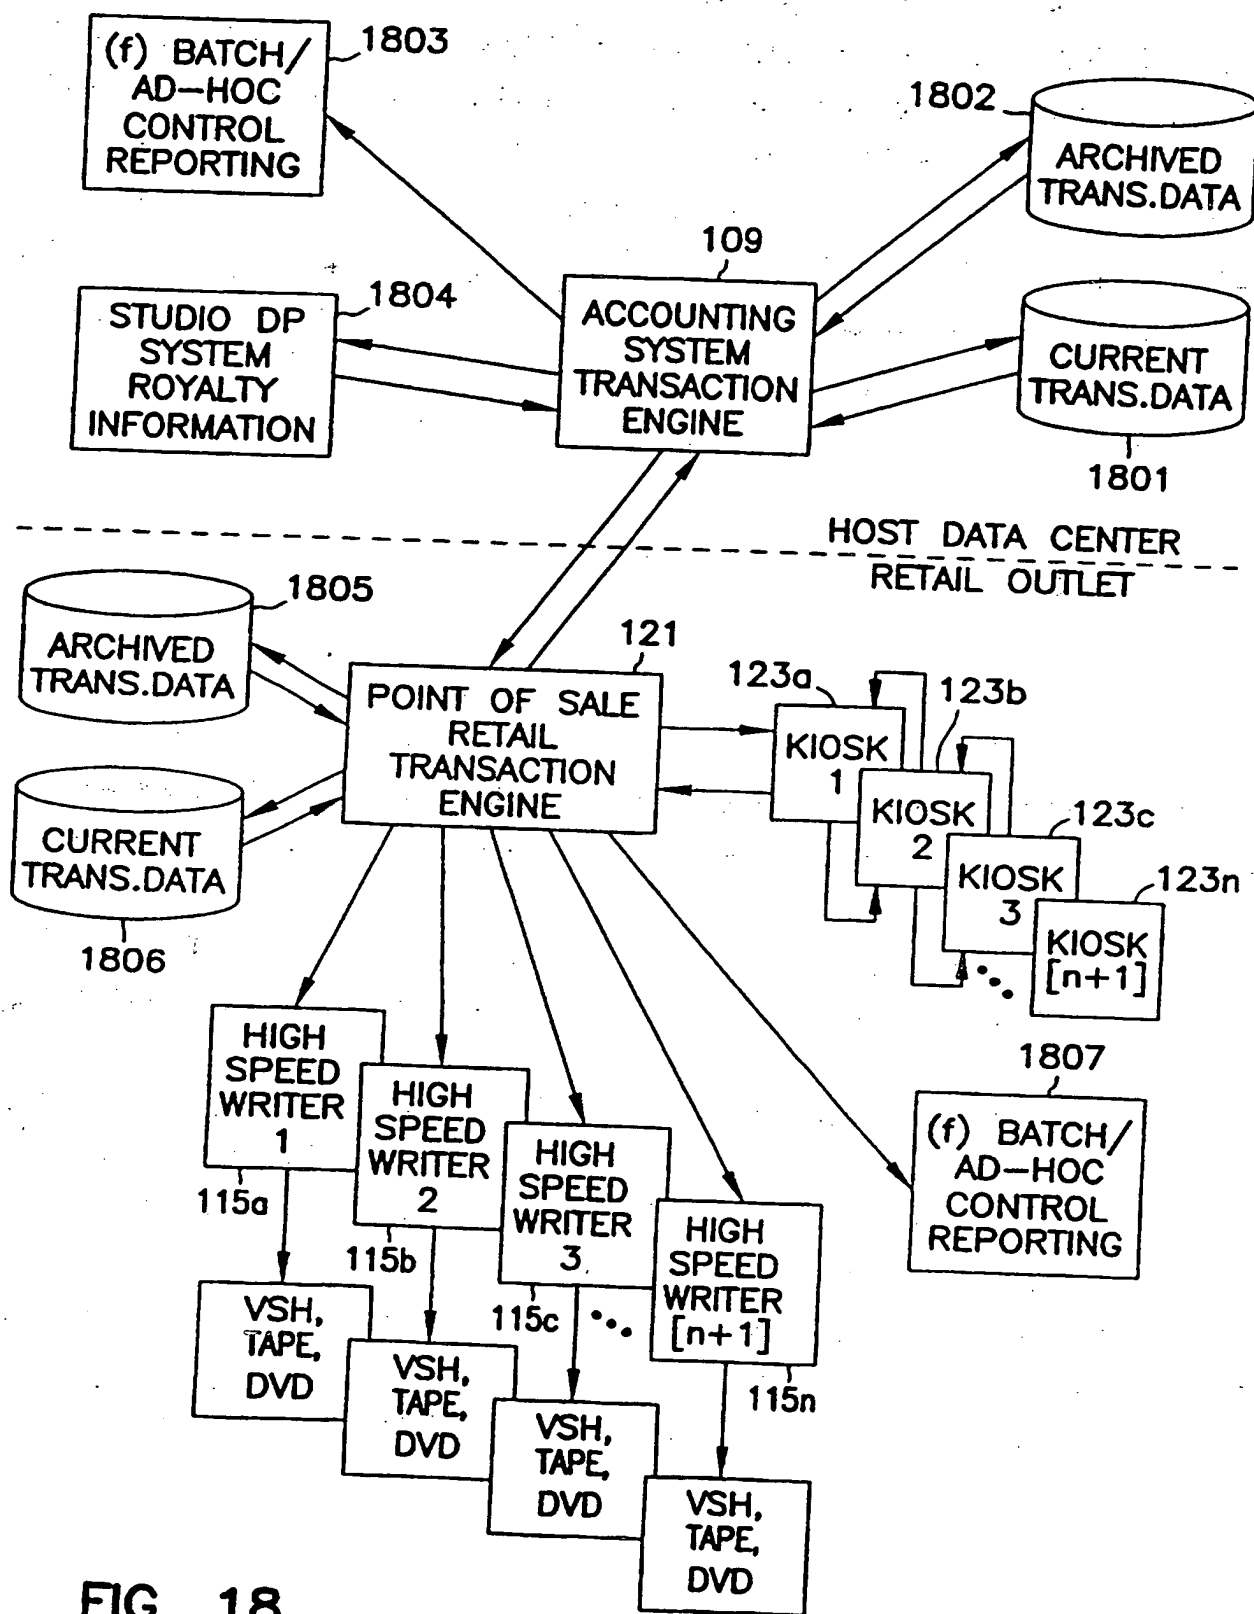 (f) BATCH/
AD-HOC
CONTROL
REPORTING
1803
1802
ARCHIVED
TRANS.DATA
109
ACCOUNTING
SYSTEM
TRANSACTION
ENGINE
1804
STUDIO DP
SYSTEM
ROYALTY
INFORMATION
CURRENT
TRANS.DATA
1801
HOST DATA CENTER
RETAIL OUTLET
1805
ARCHIVED
TRANS.DATA
121
POINT OF SALE
RETAIL
TRANSACTION
ENGINE
CURRENT
TRANS.DATA
1806
123a
KIOSK
1
123b
KIOSK
2
123c
KIOSK
3
123n
KIOSK
[n+1]
1807
(f) BATCH/
AD-HOC
CONTROL
REPORTING
HIGH
SPEED
WRITER
1
115a
HIGH
SPEED
WRITER
2
115b
HIGH
SPEED
WRITER
3
115c
HIGH
SPEED
WRITER
[n+1]
115n
VSH,
TAPE,
DVD
VSH,
TAPE,
DVD
VSH,
TAPE,
DVD
VSH,
TAPE,
DVD
FIG. 18